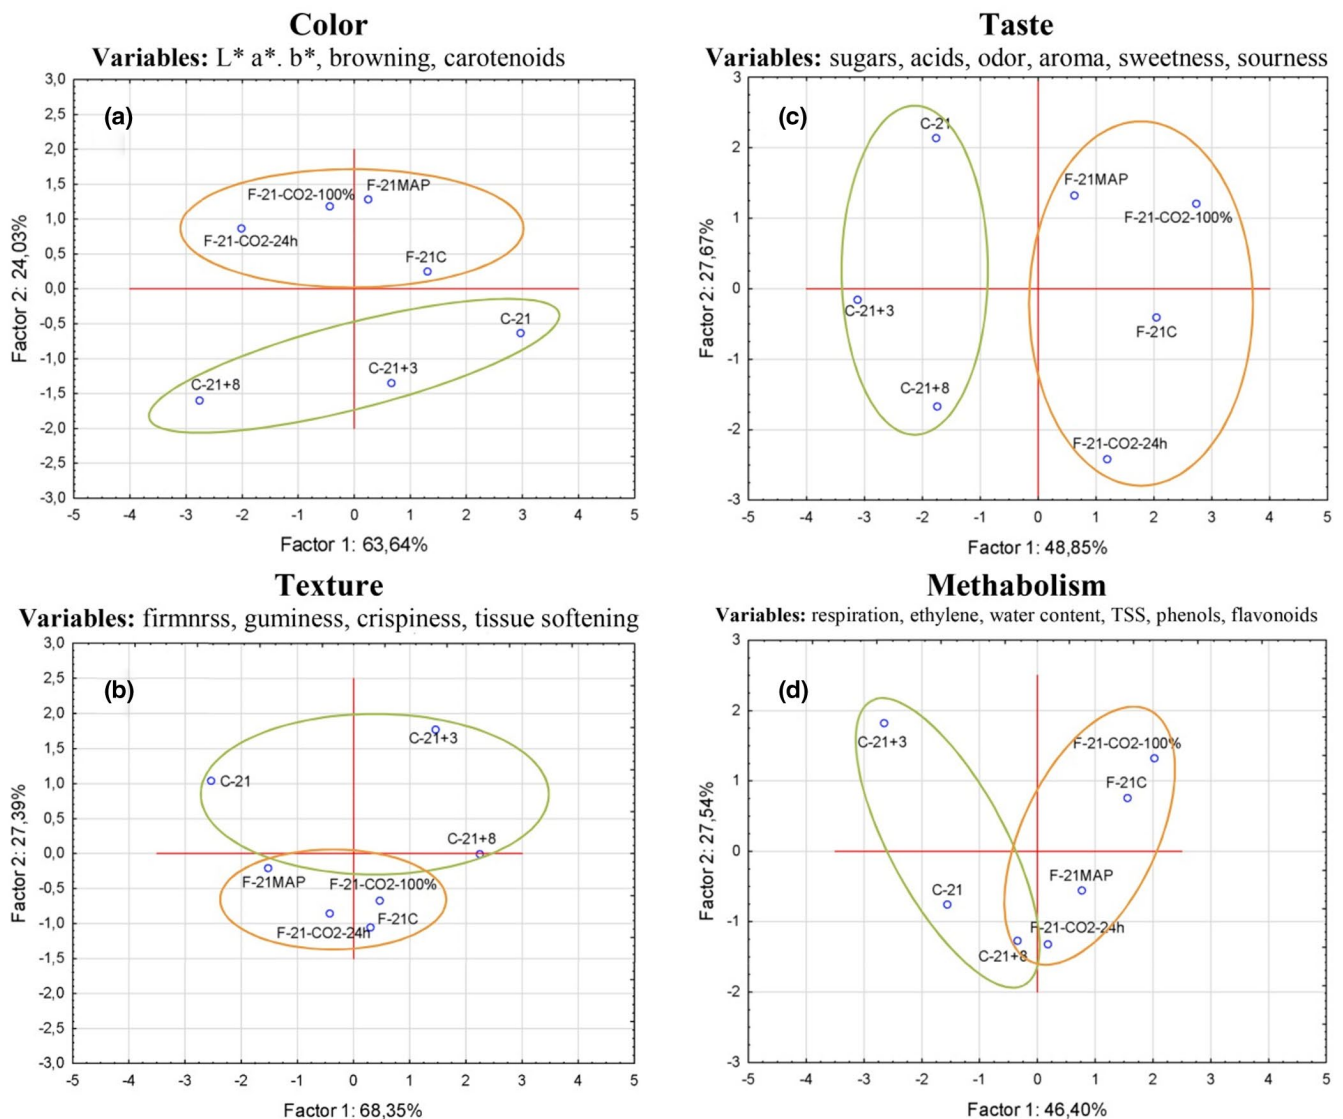 Color
Variables: L* a*. b*, browning, carotenoids
(a)
3,0
2,5
2,0
1,5
1,0
0,5
0,0
-0,5
-1,0
-1,5
-2,0
-2,5
-3,0
Factor 2: 24,03%
F-21-CO2-100%
F-21MAP
F-21-CO2-24h
F-21C
C-21
C-21+3
C-21+8
-5 -4 -3 -2 -1 0 1 2 3 4 5
Factor 1: 63,64%
Taste
Variables: sugars, acids, odor, aroma, sweetness, sourness
(c)
3
2
1
0
-1
-2
-3
Factor 2: 27,67%
C-21
F-21MAP
F-21-CO2-100%
C-21+3
F-21C
C-21+8
F-21-CO2-24h
-5 -4 -3 -2 -1 0 1 2 3 4 5
Factor 1: 48,85%
Texture
Variables: firmnrss, guminess, crispiness, tissue softening
(b)
3,0
2,5
2,0
1,5
1,0
0,5
0,0
-0,5
-1,0
-1,5
-2,0
-2,5
-3,0
Factor 2: 27,39%
C-21+3
C-21
C-21+8
F-21MAP
F-21-CO2-100%
F-21C
F-21-CO2-24h
-5 -4 -3 -2 -1 0 1 2 3 4 5
Factor 1: 68,35%
Methabolism
Variables: respiration, ethylene, water content, TSS, phenols, flavonoids
(d)
3
2
1
0
-1
-2
-3
Factor 2: 27,54%
C-21+3
F-21-CO2-100%
F-21C
F-21MAP
C-21
F-21-CO2-24h
C-21+8
-5 -4 -3 -2 -1 0 1 2 3 4 5
Factor 1: 46,40%